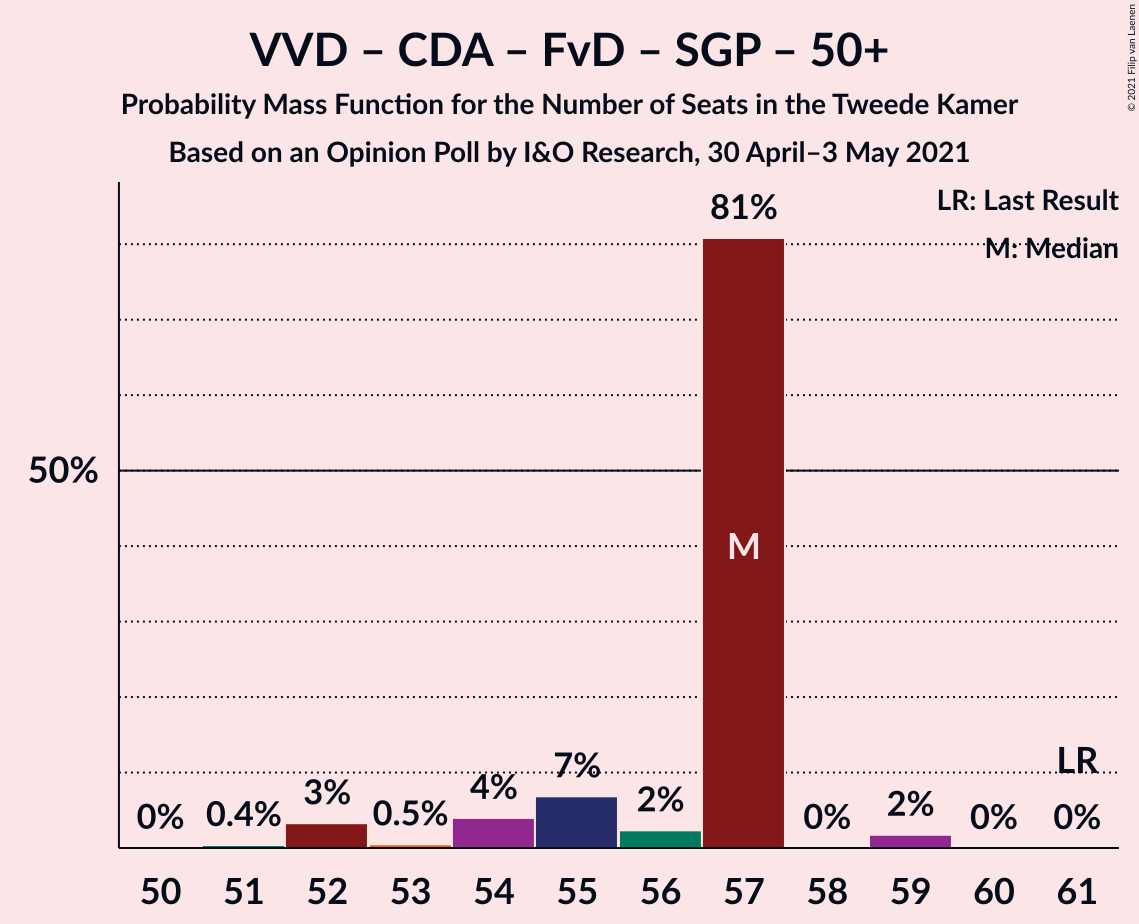 VVD – CDA – FvD – SGP – 50+
Probability Mass Function for the Number of Seats in the Tweede Kamer
Based on an Opinion Poll by I&O Research, 30 April–3 May 2021
© 2021 Filip van Laenen
LR: Last Result
M: Median
81%
50%
M
LR
0% 0.4% 3% 0.5% 4% 7% 2% 0% 2% 0% 0%
50 51 52 53 54 55 56 57 58 59 60 61